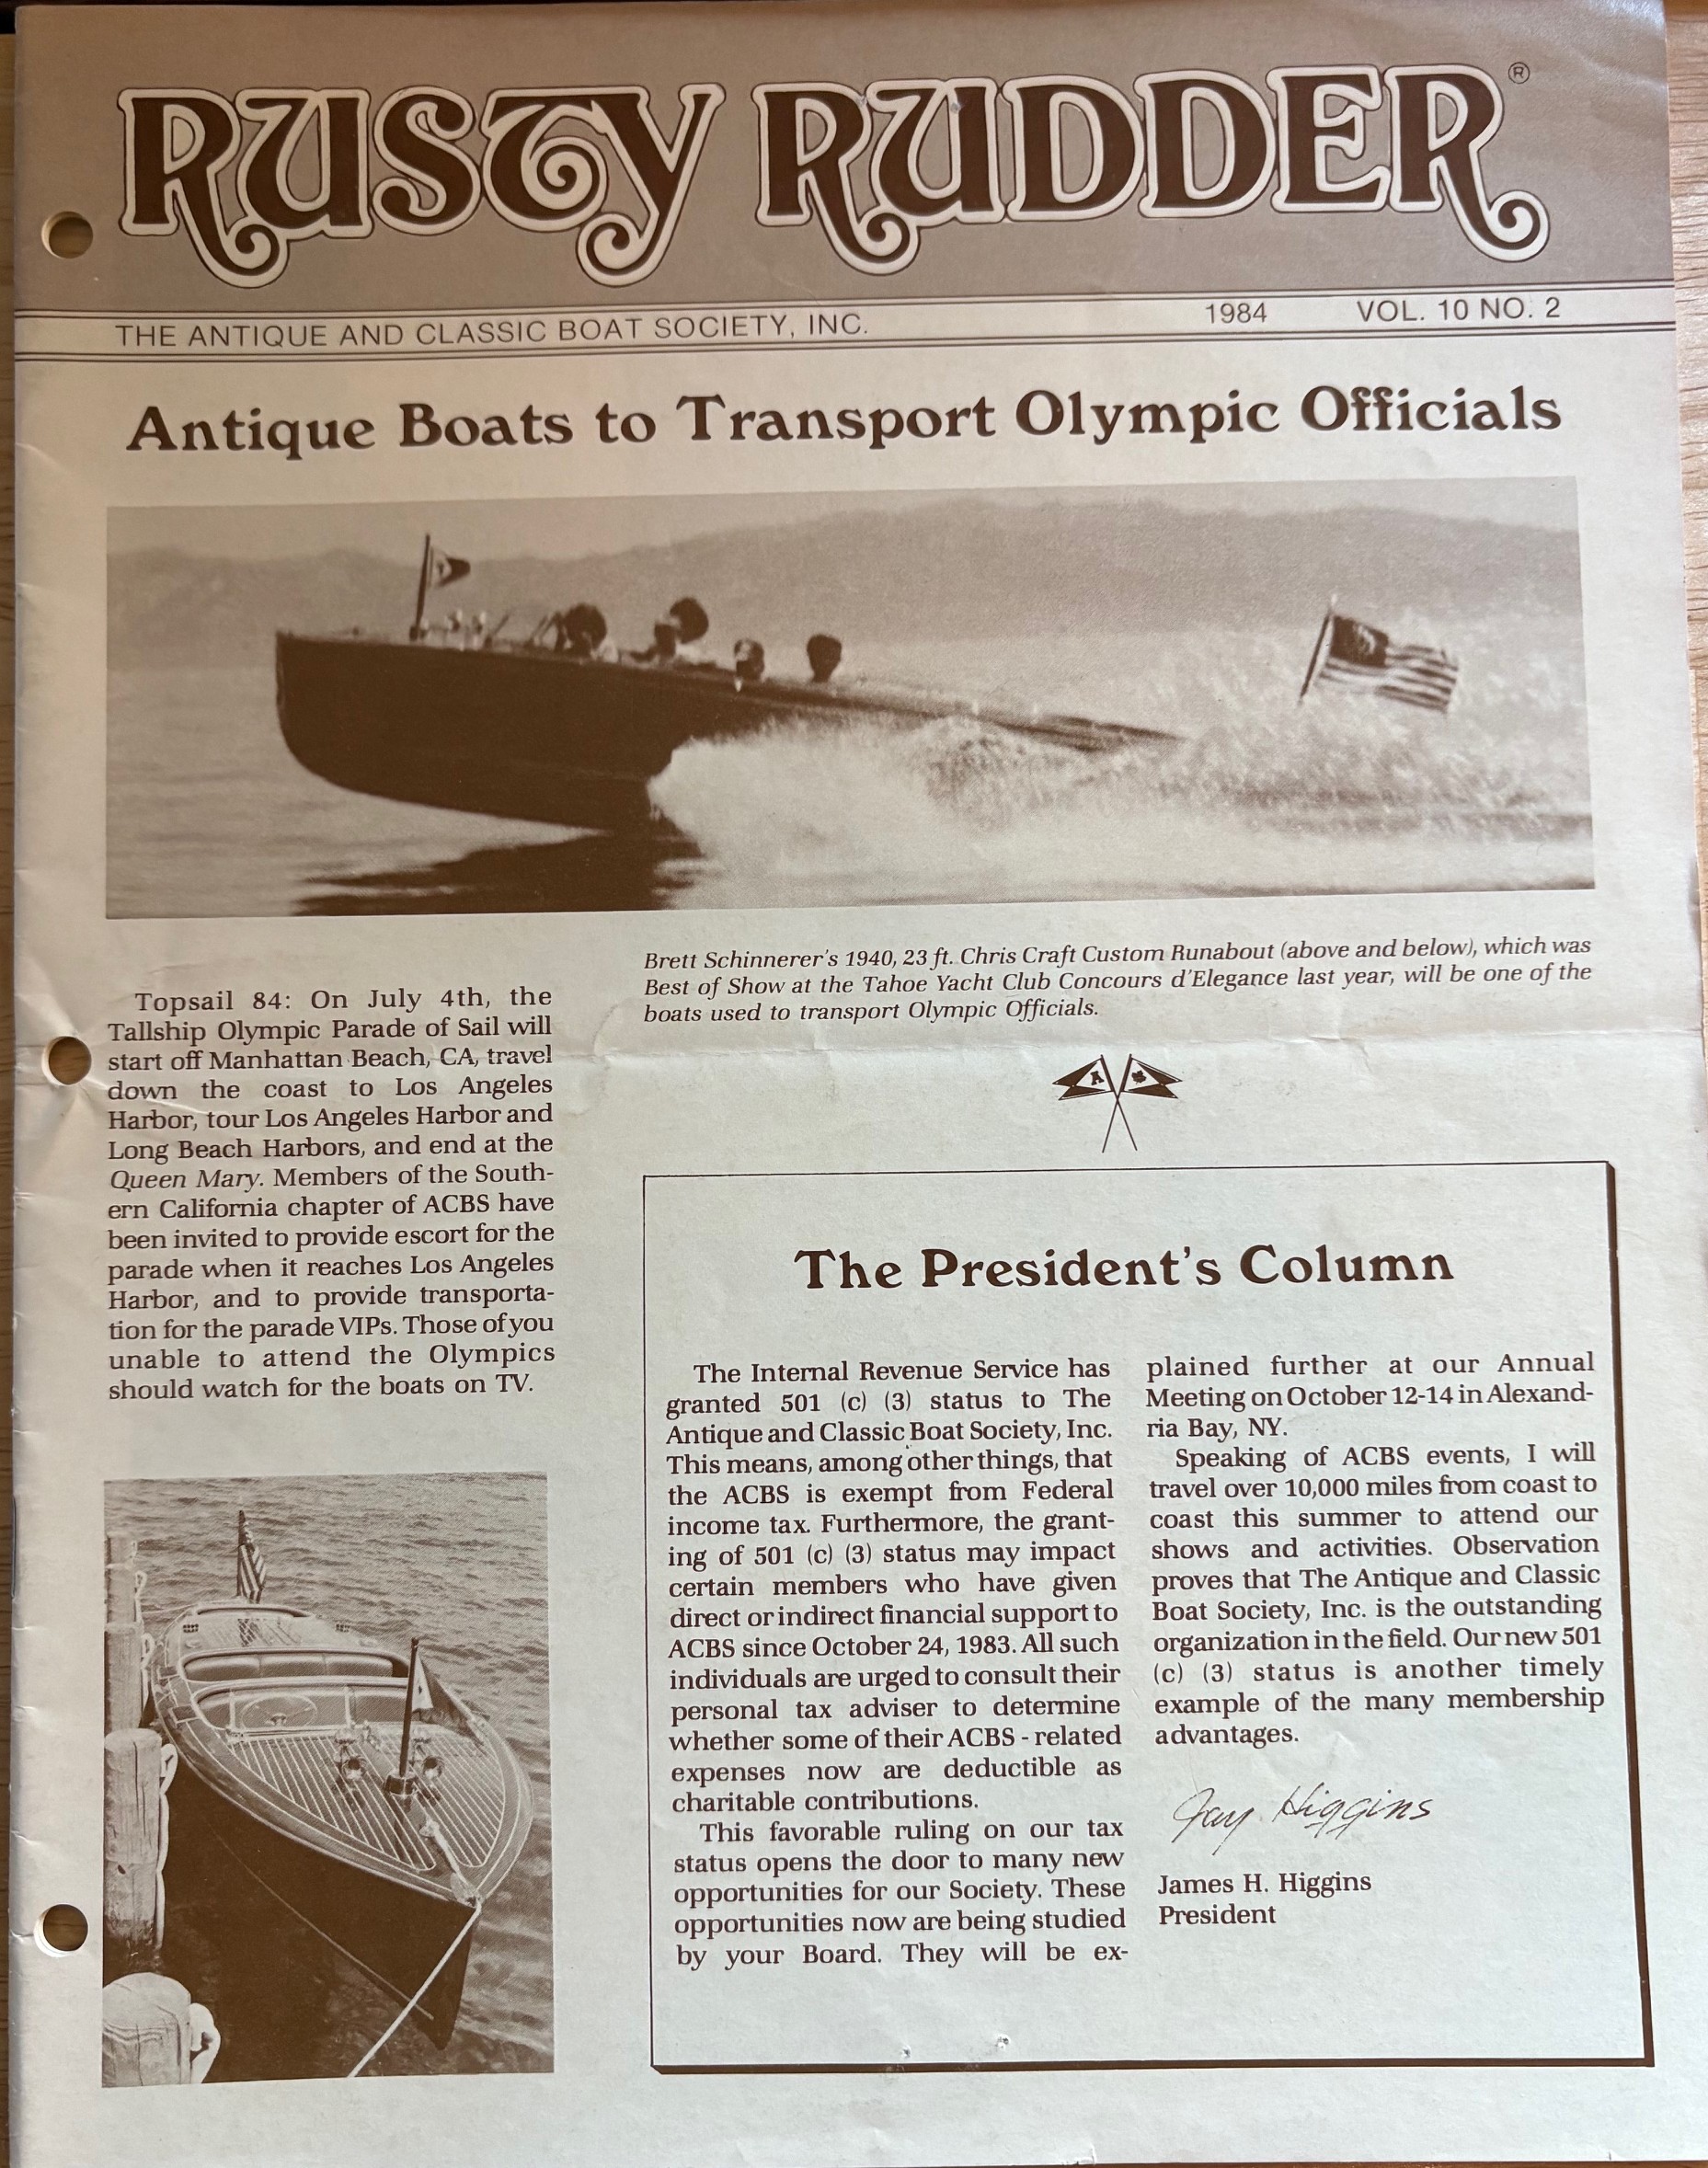 RUSTY RUDDER®
THE ANTIQUE AND CLASSIC BOAT SOCIETY, INC. 1984 VOL. 10 NO. 2
Antique Boats to Transport Olympic Officials
Brett Schinnerer's 1940, 23 ft. Chris Craft Custom Runabout (above and below), which was
Best of Show at the Tahoe Yacht Club Concours d'Elegance last year, will be one of the
boats used to transport Olympic Officials.
Topsail 84: On July 4th, the
Tallship Olympic Parade of Sail will
start off Manhattan Beach, CA, travel
down the coast to Los Angeles
Harbor, tour Los Angeles Harbor and
Long Beach Harbors, and end at the
Queen Mary. Members of the South-
ern California chapter of ACBS have
been invited to provide escort for the
parade when it reaches Los Angeles
Harbor, and to provide transporta-
tion for the parade VIPs. Those of you
unable to attend the Olympics
should watch for the boats on TV.
A
The President's Column
The Internal Revenue Service has
granted 501 (c) (3) status to The
Antique and Classic Boat Society, Inc.
This means, among other things, that
the ACBS is exempt from Federal
income tax. Furthermore, the grant-
ing of 501 (c) (3) status may impact
certain members who have given
direct or indirect financial support to
ACBS since October 24, 1983. All such
individuals are urged to consult their
personal tax adviser to determine
whether some of their ACBS - related
expenses now are deductible as
charitable contributions.
This favorable ruling on our tax
status opens the door to many new
opportunities for our Society. These
opportunities now are being studied
by your Board. They will be ex-
plained further at our Annual
Meeting on October 12-14 in Alexand-
ria Bay, NY.
Speaking of ACBS events, I will
travel over 10,000 miles from coast to
coast this summer to attend our
shows and activities. Observation
proves that The Antique and Classic
Boat Society, Inc. is the outstanding
organization in the field. Our new 501
(c) (3) status is another timely
example of the many membership
advantages.
Jay Higgins
James H. Higgins
President